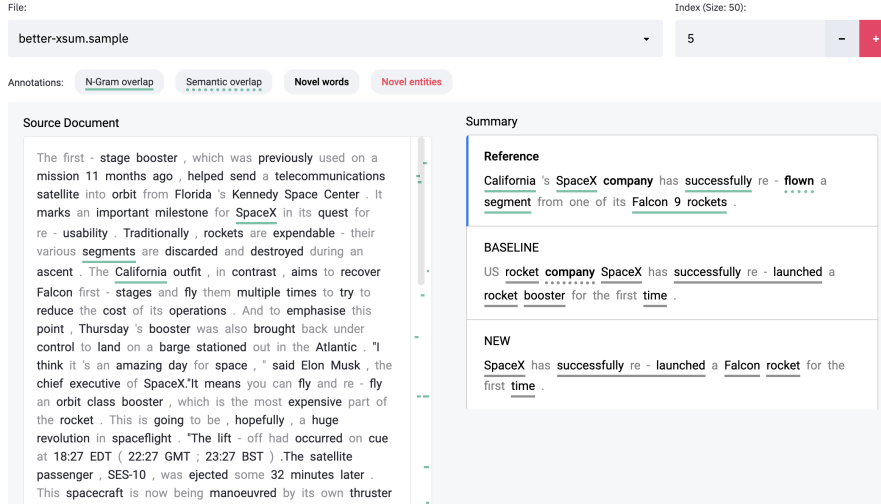 File:
Index (Size: 50):
better-xsum.sample
5
−
+
Annotations:
N-Gram overlap
Semantic overlap
Novel words
Novel entities
Source Document
The first - stage booster , which was previously used on a
mission 11 months ago , helped send a telecommunications
satellite into orbit from Florida 's Kennedy Space Center . It
marks an important milestone for SpaceX in its quest for
re - usability . Traditionally , rockets are expendable - their
various segments are discarded and destroyed during an
ascent . The California outfit , in contrast , aims to recover
Falcon first - stages and fly them multiple times to try to
reduce the cost of its operations . And to emphasise this
point , Thursday 's booster was also brought back under
control to land on a barge stationed out in the Atlantic . "I
think it 's an amazing day for space , " said Elon Musk , the
chief executive of SpaceX."It means you can fly and re - fly
an orbit class booster , which is the most expensive part of
the rocket . This is going to be , hopefully , a huge
revolution in spaceflight . "The lift - off had occurred on cue
at 18:27 EDT ( 22:27 GMT ; 23:27 BST ) .The satellite
passenger , SES-10 , was ejected some 32 minutes later .
This spacecraft is now being manoeuvred by its own thruster
Summary
Reference
California 's SpaceX company has successfully re - flown a
segment from one of its Falcon 9 rockets .
BASELINE
US rocket company SpaceX has successfully re - launched a
rocket booster for the first time .
NEW
SpaceX has successfully re - launched a Falcon rocket for the
first time .